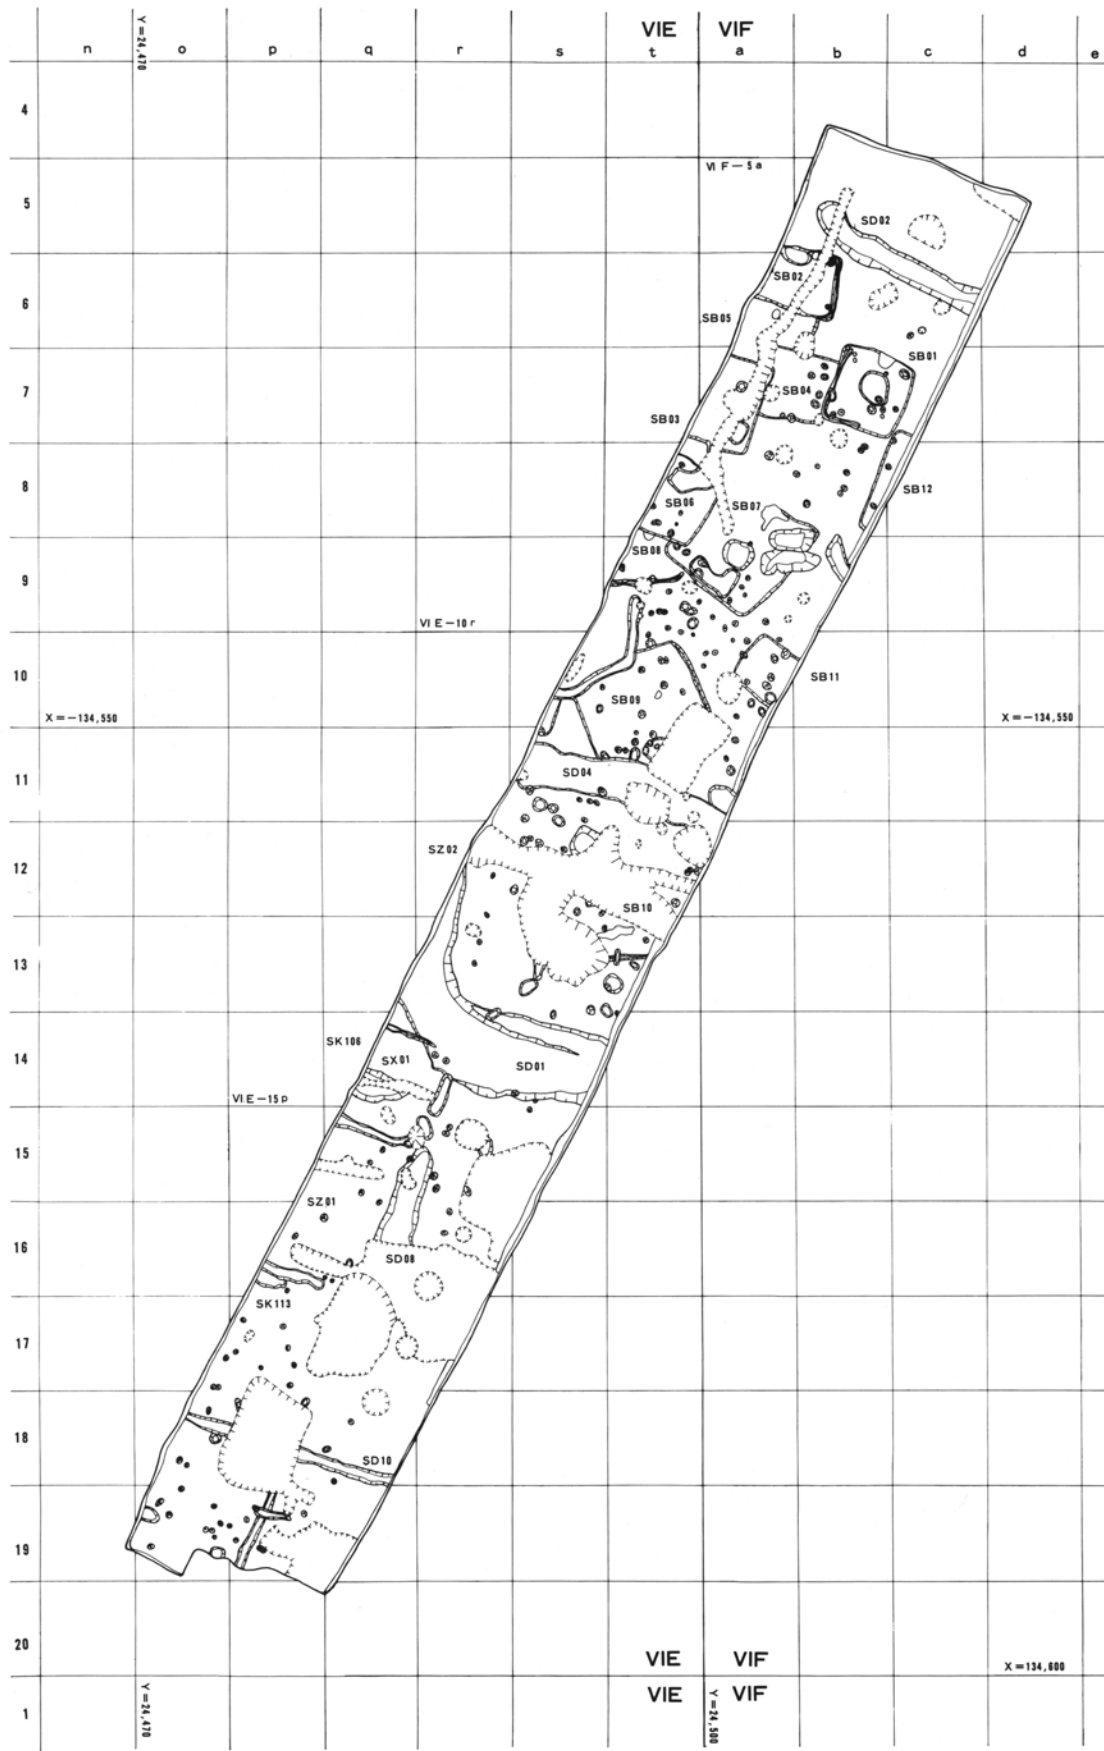 VIE VIF
n o p q r s t a b c d e
Y=24,470
4
VIF-5a
5
SD02
SB02
6
SB05
SB01
7
SB04
SB03
8
SB12
SB06 SB07
SB08
9
VIE-10r
10
SB11
SB09
X=-134,550 X=-134,550
11
SD04
SZ02
12
SB10
13
SK106
14
SX01 SD01
VIE-15p
15
SZ01
16
SD08
SK113
17
18
SD10
19
20
VIE VIF
X=134,600
VIE VIF
1
Y=24,470 Y=24,500